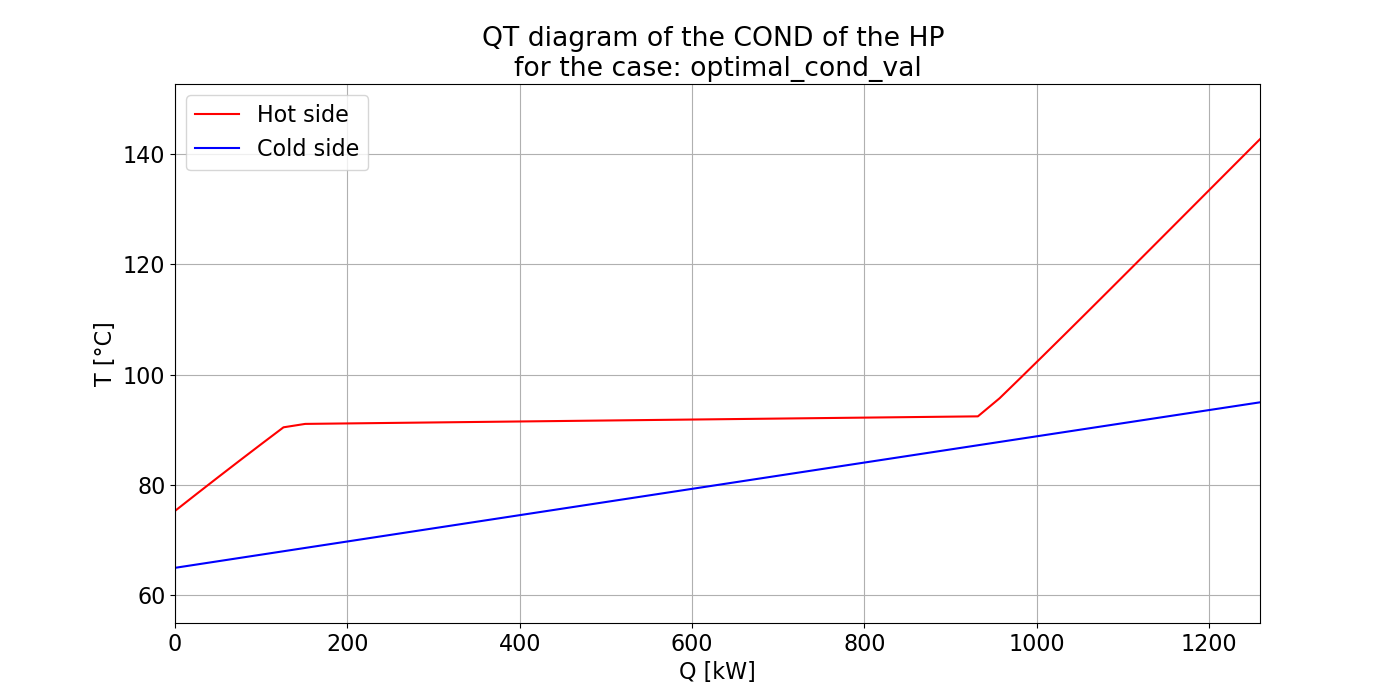 QT diagram of the COND of the HP
for the case: optimal_cond_val
Hot side
Cold side
T [°C]
140
120
100
80
60
0 200 400 600 800 1000 1200
Q [kW]